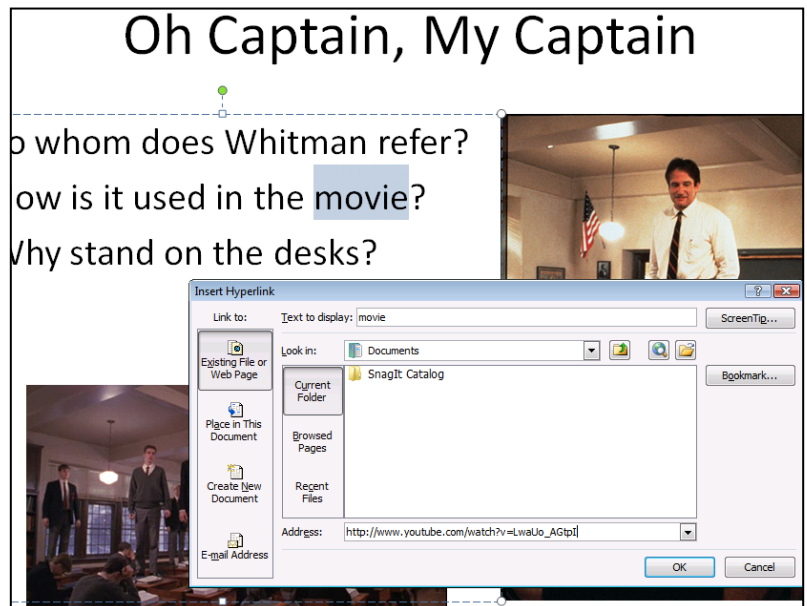 Oh Captain, My Captain
o whom does Whitman refer?
ow is it used in the movie?
Why stand on the desks?
Insert Hyperlink
Link to:
Text to display: movie
ScreenTip...
Existing File or
Web Page
Look in:
Documents
Current
Folder
SnagIt Catalog
Bookmark...
Place in This
Document
Browsed
Pages
Create New
Document
Recent
Files
E-mail Address
Address:
http://www.youtube.com/watch?v=LwaUo_AGtpI
OK
Cancel